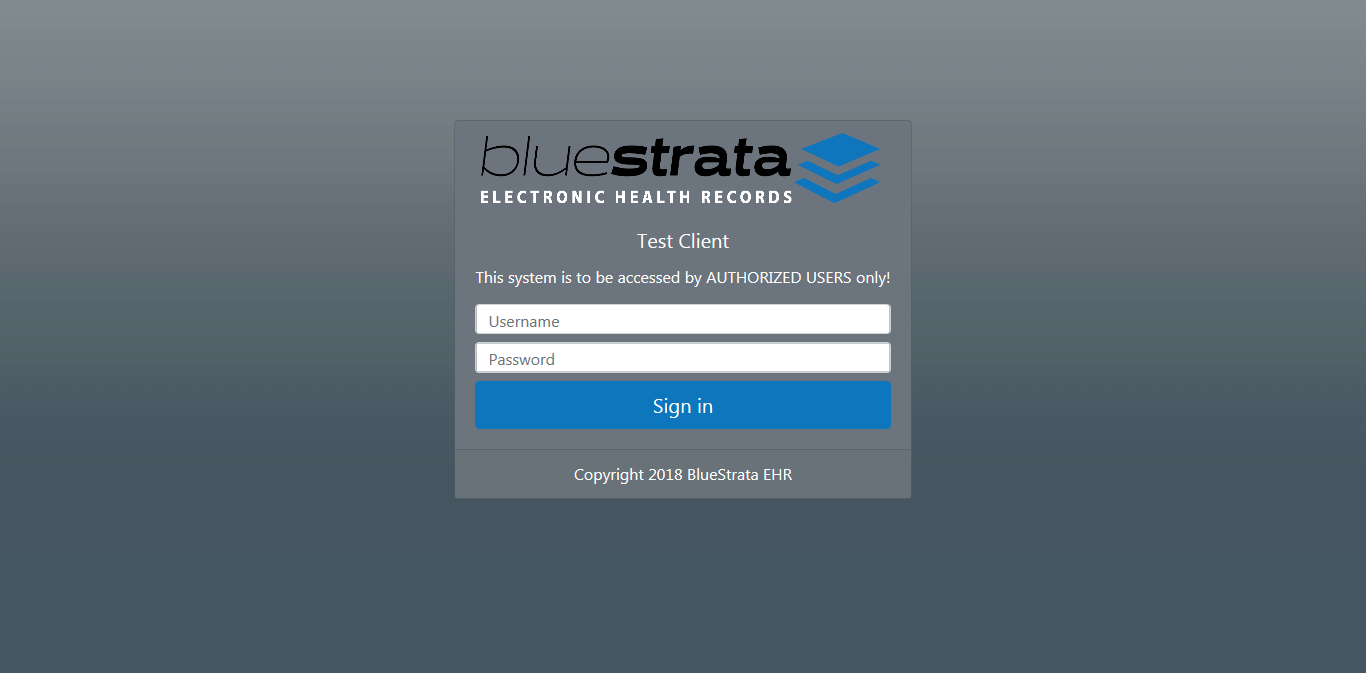 bluestrata
ELECTRONIC HEALTH RECORDS
Test Client
This system is to be accessed by AUTHORIZED USERS only!
Username
Password
Sign in
Copyright 2018 BlueStrata EHR